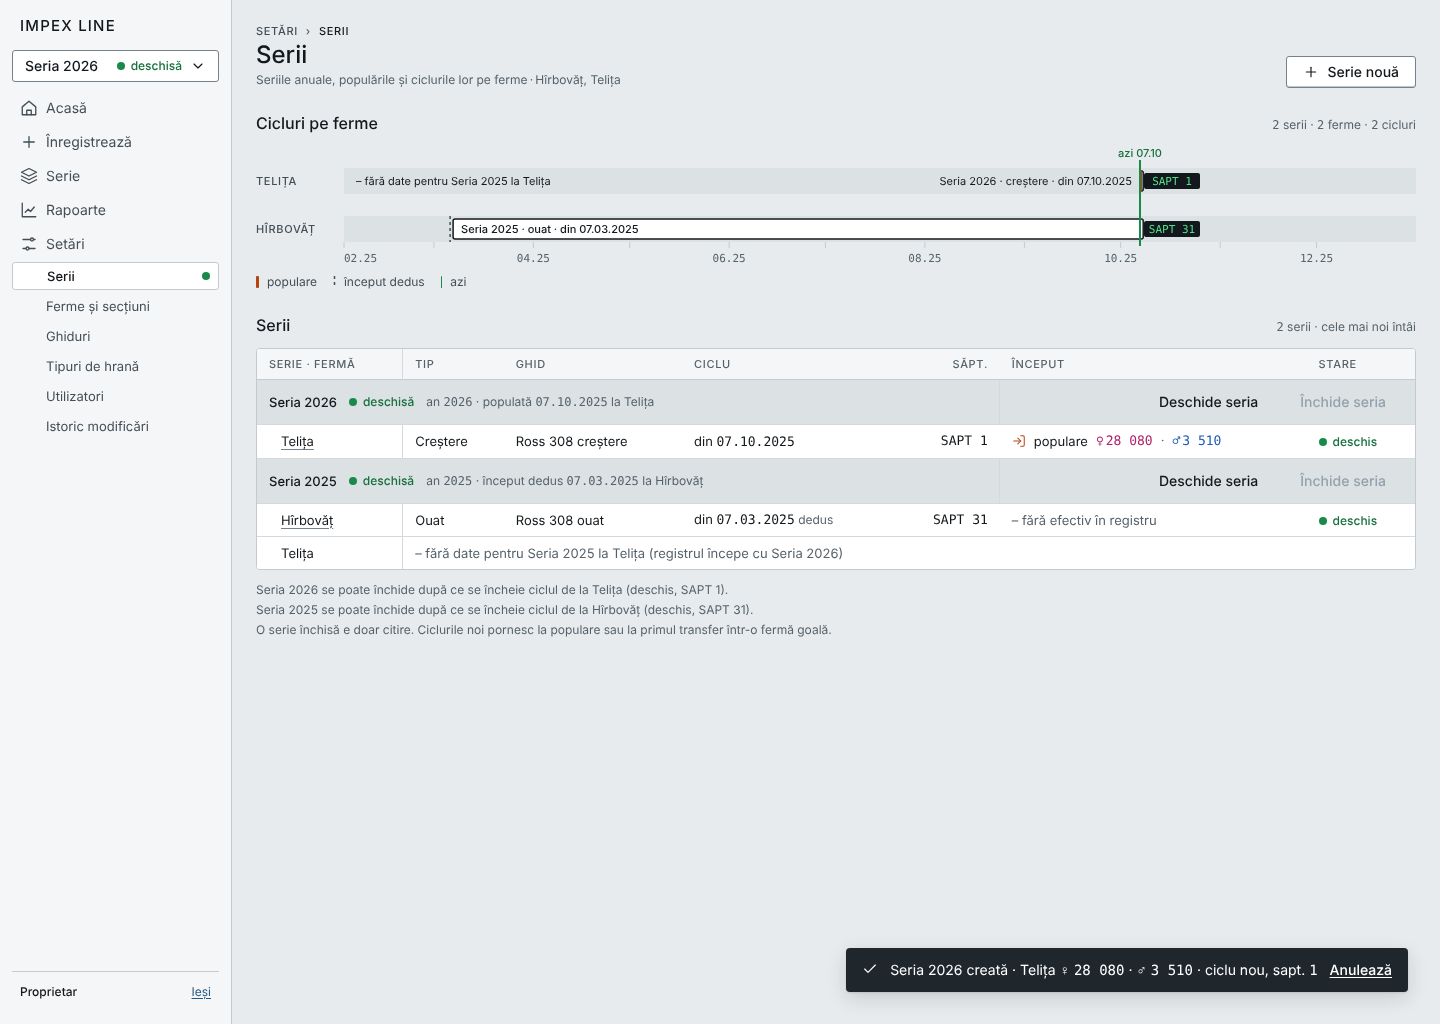 IMPEX LINE
Seria 2026 deschisă
Acasă
Înregistrează
Serie
Rapoarte
Setări
Serii
Ferme și secțiuni
Ghiduri
Tipuri de hrană
Utilizatori
Istoric modificări
Proprietar Ieși
SETĂRI › SERII
Serii
Seriile anuale, populările și ciclurile lor pe ferme · Hîrbovăț, Telița
+ Serie nouă
Cicluri pe ferme
2 serii · 2 ferme · 2 cicluri
azi 07.10
TELIȚA – fără date pentru Seria 2025 la Telița Seria 2026 · creștere · din 07.10.2025 SAPT 1
HÎRBOVĂȚ Seria 2025 · ouat · din 07.03.2025 SAPT 31
02.25 04.25 06.25 08.25 10.25 12.25
populare început dedus azi
Serii
2 serii · cele mai noi întâi
SERIE · FERMĂ TIP GHID CICLU SĂPT. ÎNCEPUT STARE
Seria 2026 deschisă an 2026 · populată 07.10.2025 la Telița Deschide seria Închide seria
Telița Creștere Ross 308 creștere din 07.10.2025 SAPT 1 populare ♀28 080 · ♂3 510 deschis
Seria 2025 deschisă an 2025 · început dedus 07.03.2025 la Hîrbovăț Deschide seria Închide seria
Hîrbovăț Ouat Ross 308 ouat din 07.03.2025 dedus SAPT 31 – fără efectiv în registru deschis
Telița – fără date pentru Seria 2025 la Telița (registrul începe cu Seria 2026)
Seria 2026 se poate închide după ce se încheie ciclul de la Telița (deschis, SAPT 1).
Seria 2025 se poate închide după ce se încheie ciclul de la Hîrbovăț (deschis, SAPT 31).
O serie închisă e doar citire. Ciclurile noi pornesc la populare sau la primul transfer într-o fermă goală.
Seria 2026 creată · Telița ♀ 28 080 · ♂ 3 510 · ciclu nou, sapt. 1 Anulează